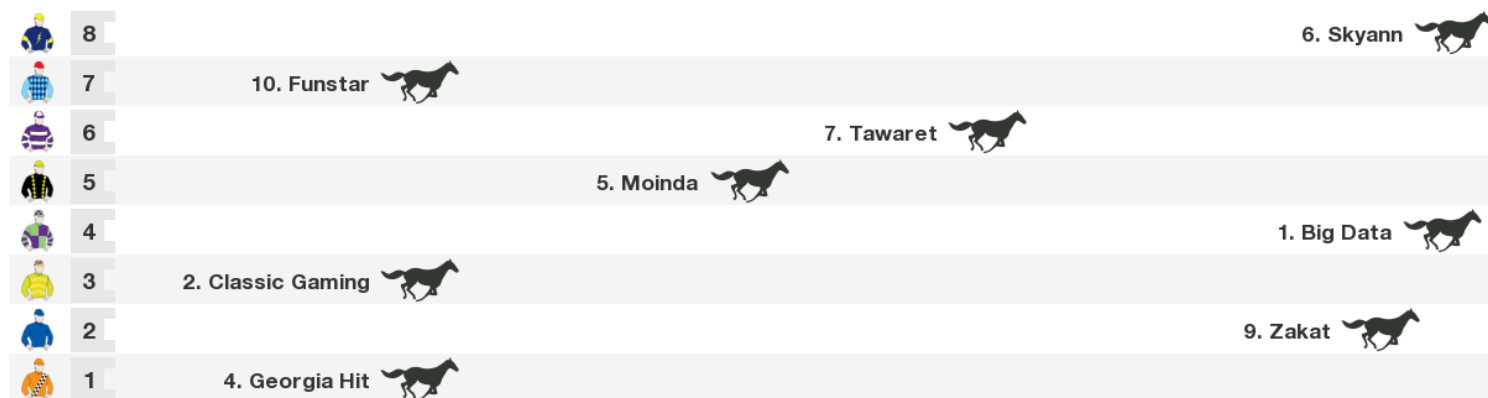 8 6. Skyann
7 10. Funstar
6 7. Tawaret
5 5. Moinda
4 1. Big Data
3 2. Classic Gaming
2 9. Zakat
1 4. Georgia Hit